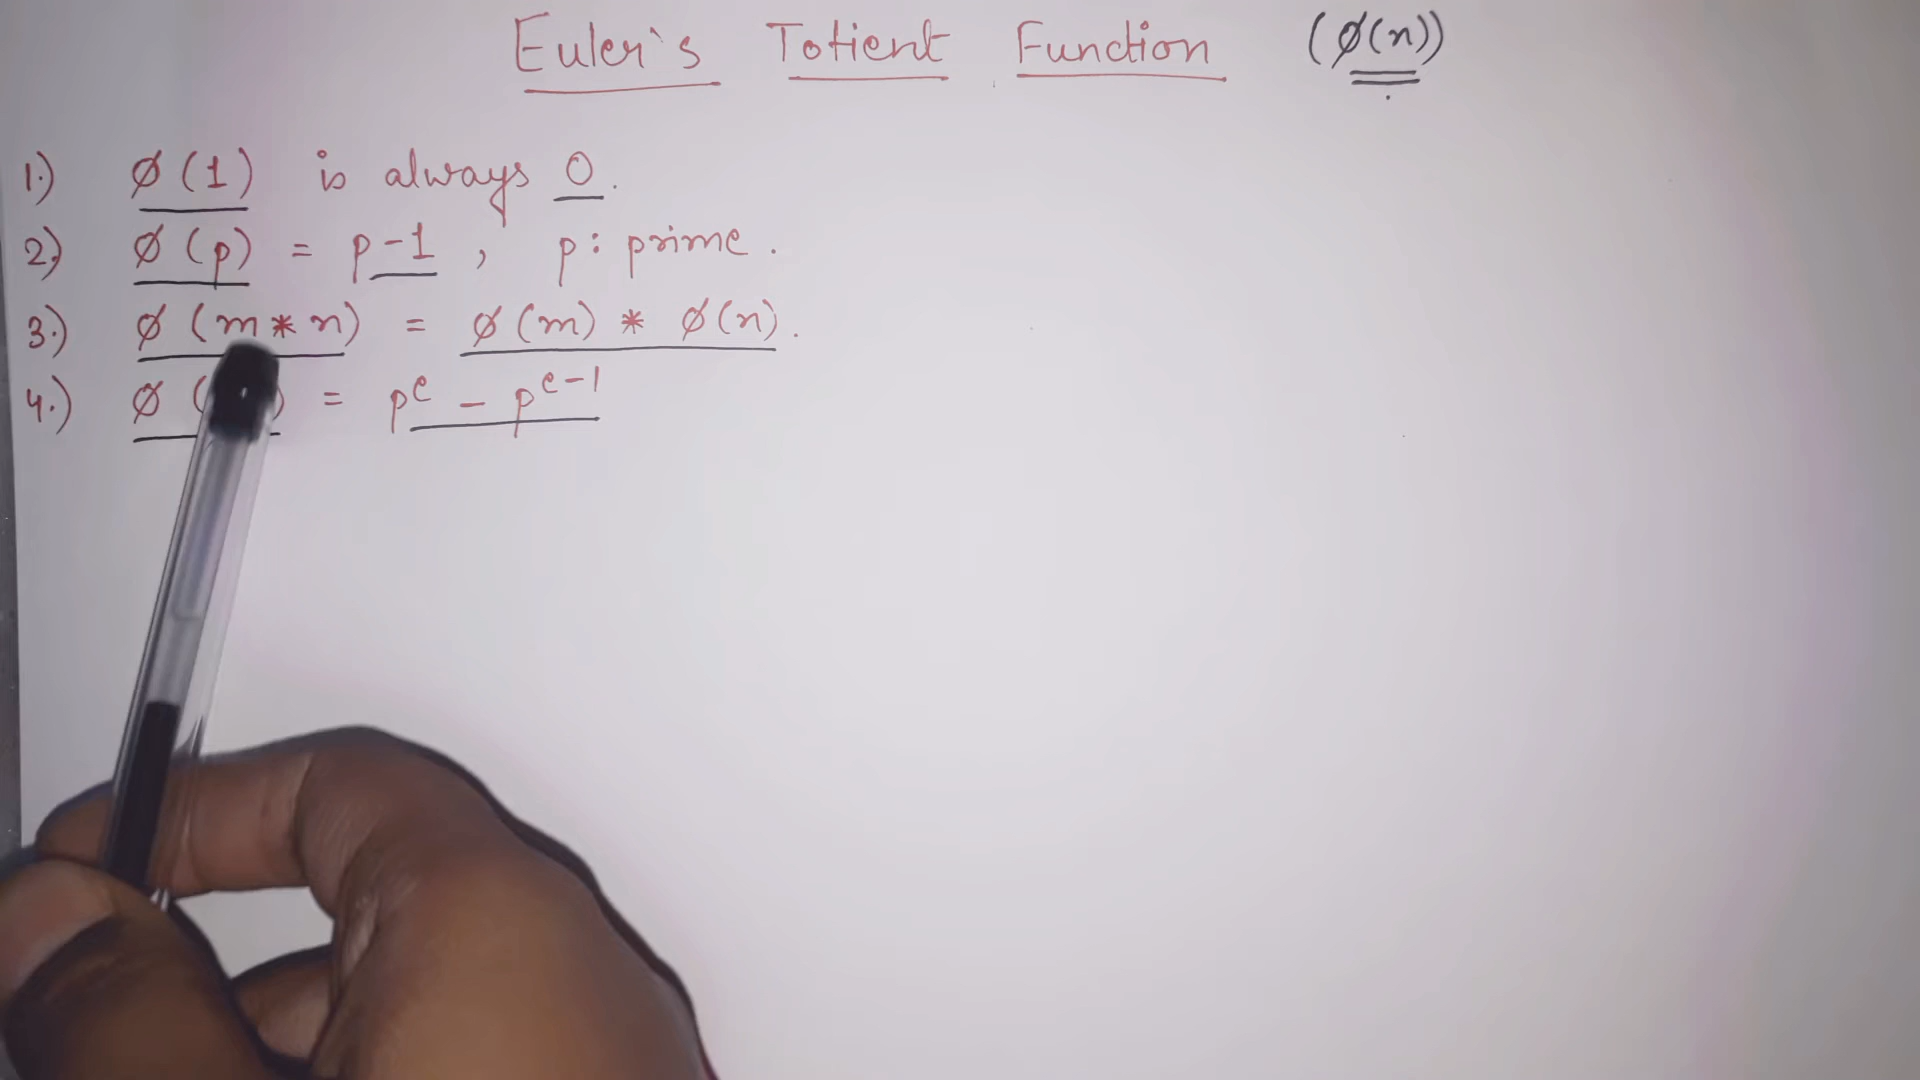 Euler's Totient Function (ø(n))
1.) ø(1) is always 0.
2.) ø(p) = p-1, p: prime.
3.) ø(m*n) = ø(m) * ø(n).
4.) ø( ) = p^e - p^e-1